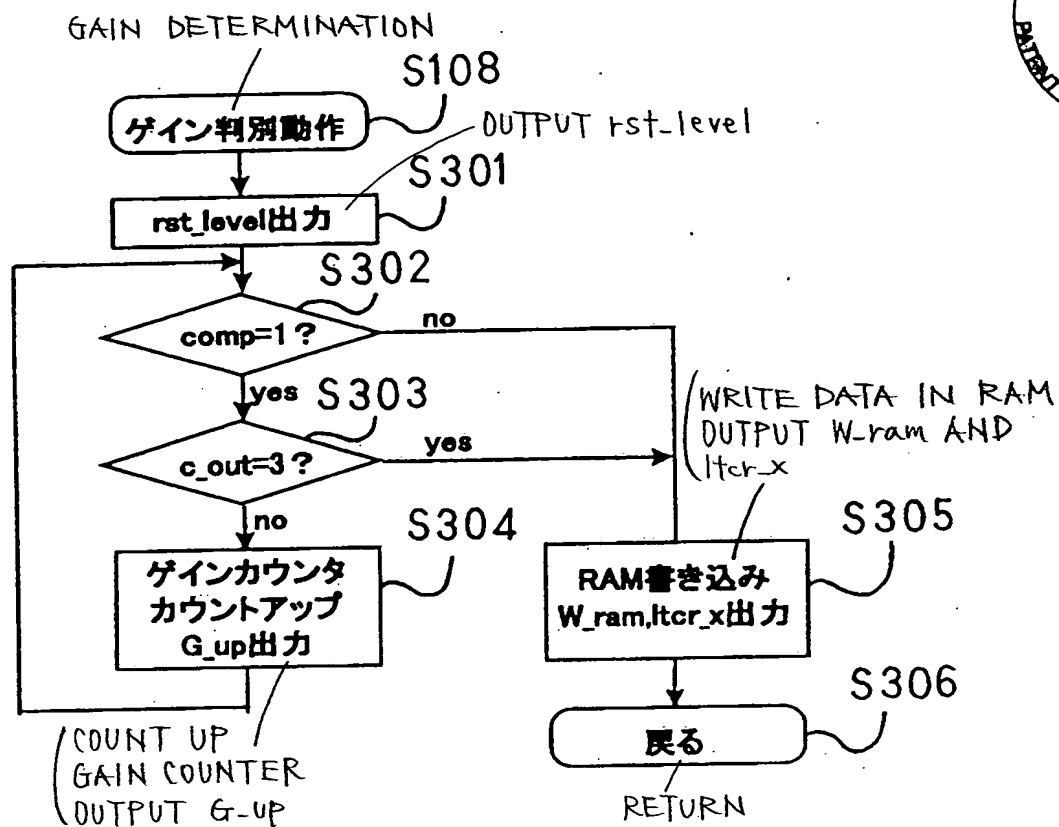 GAIN DETERMINATION
S108
PATENT
ゲイン判別動作
OUTPUT rst_level
S301
rst_level出力
S302
comp=1?
no
yes
S303
c_out=3?
yes
no
S304
ゲインカウンタ
カウントアップ
G_up出力
COUNT UP
GAIN COUNTER
OUTPUT G-up
WRITE DATA IN RAM
OUTPUT W-ram AND
ltcr_x
S305
RAM書き込み
W_ram,ltcr_x出力
S306
戻る
RETURN